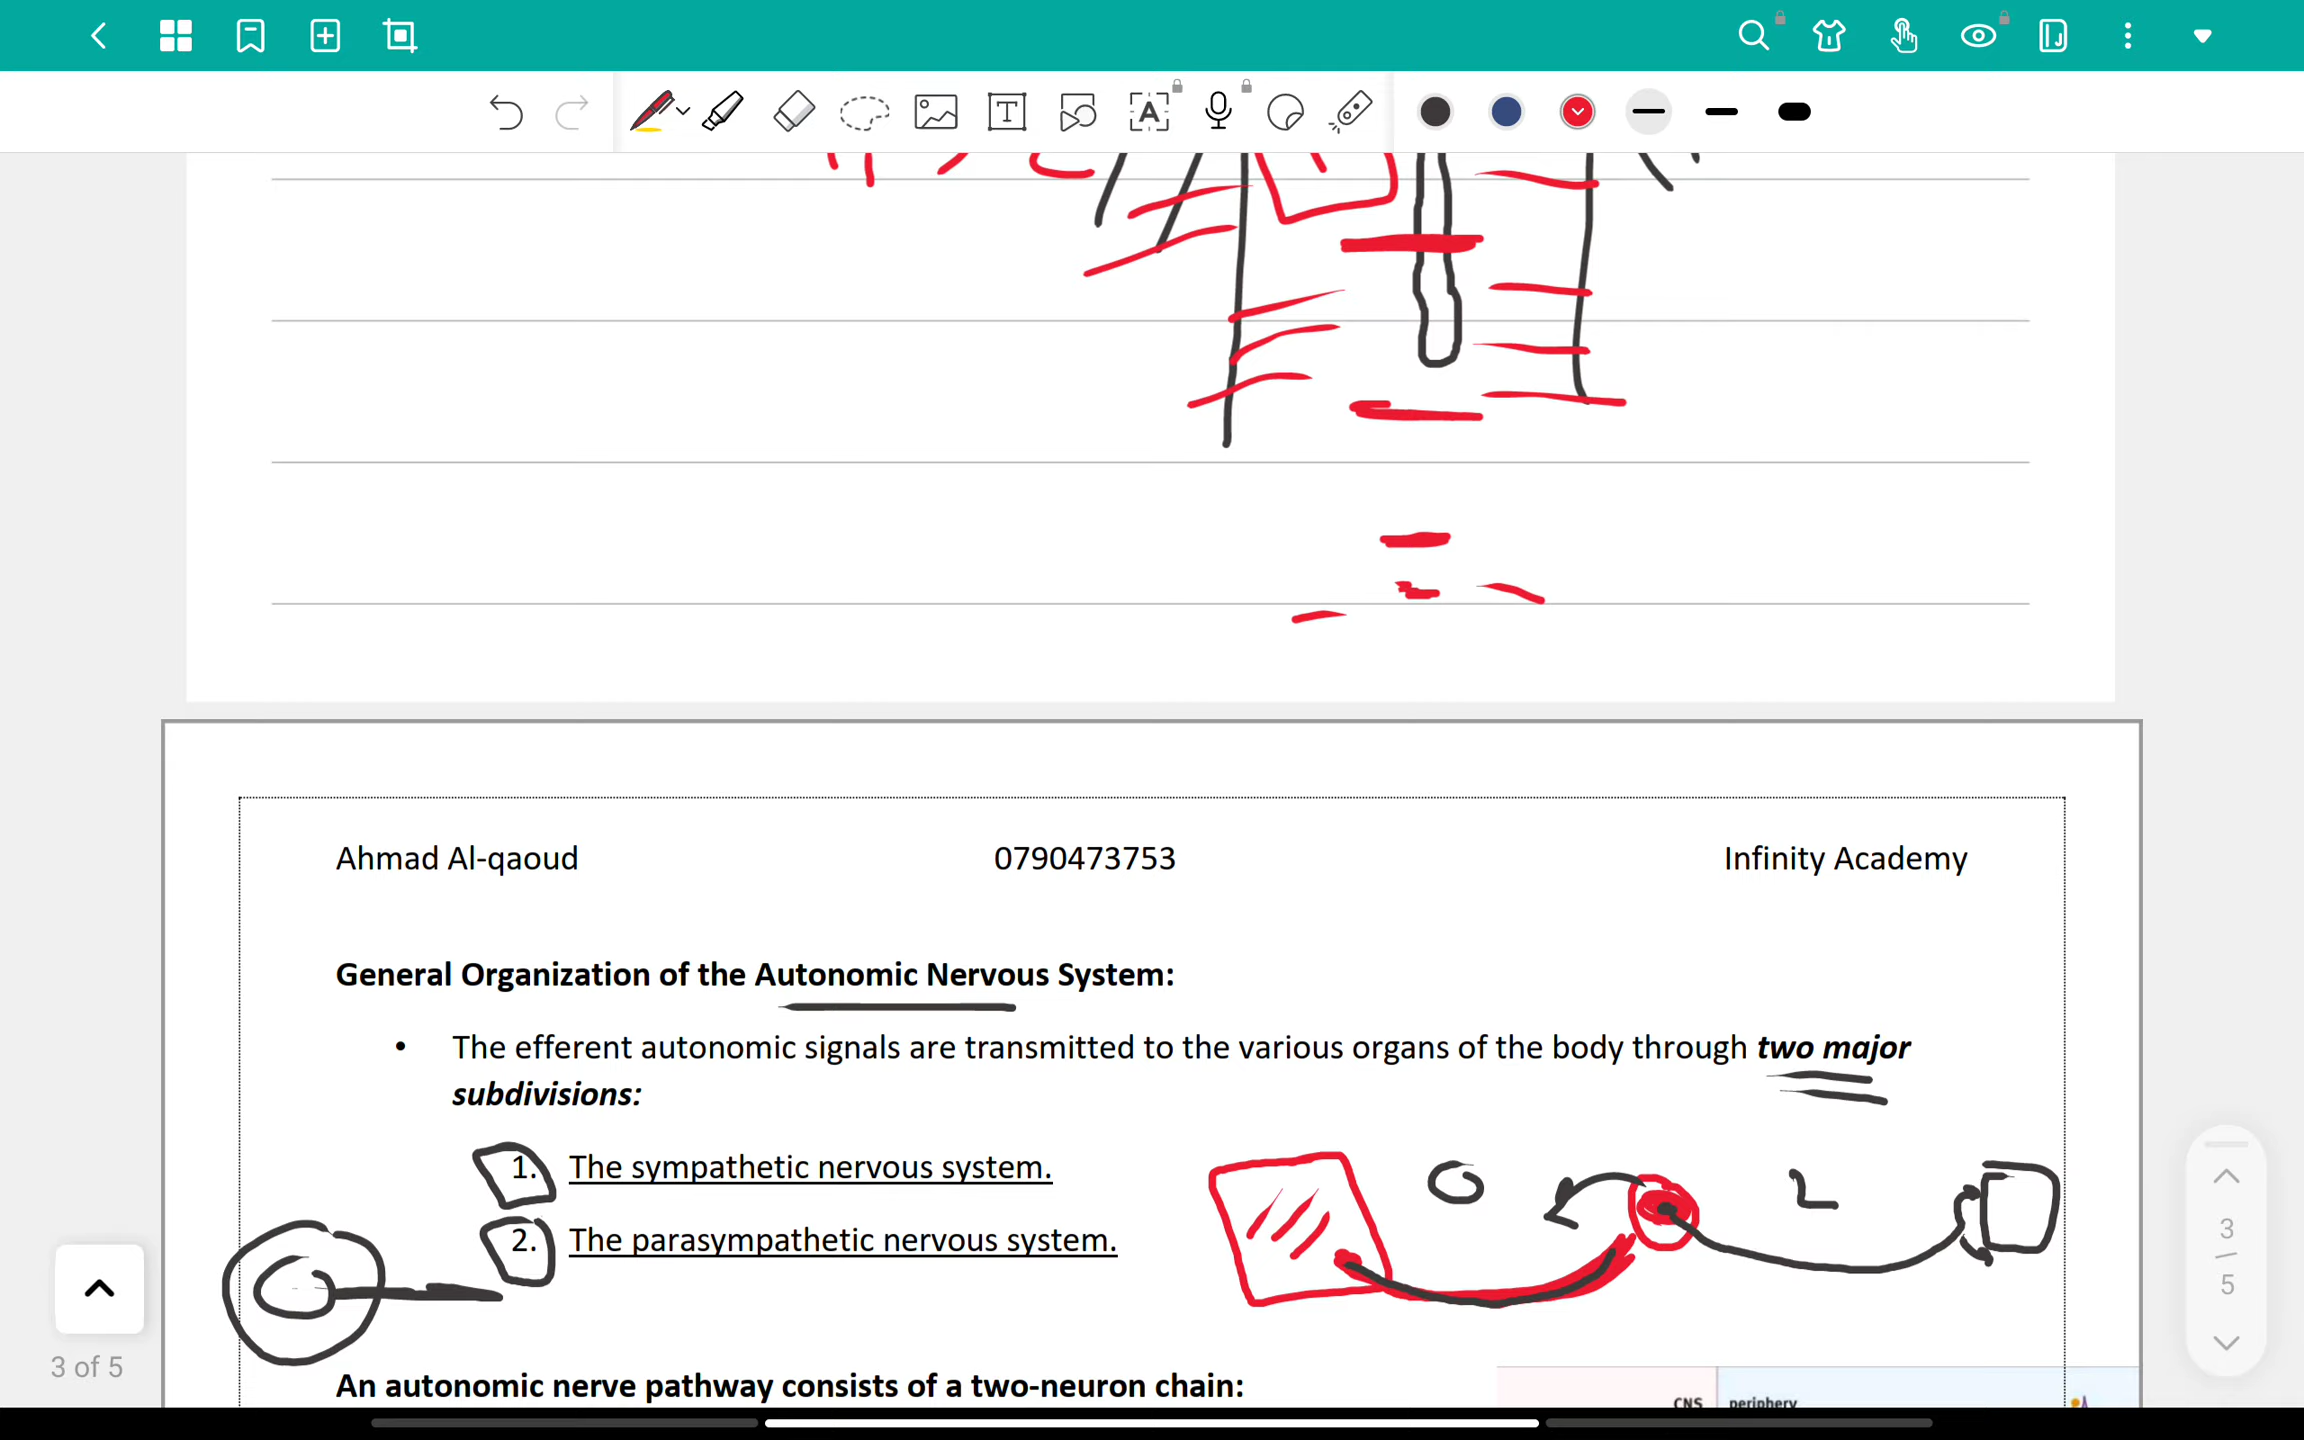 Ahmad Al-qaoud 0790473753 Infinity Academy
General Organization of the Autonomic Nervous System:
• The efferent autonomic signals are transmitted to the various organs of the body through two major
subdivisions:
1. The sympathetic nervous system.
2. The parasympathetic nervous system.
2
An autonomic nerve pathway consists of a two-neuron chain:
CNS periphery
3
5
3 of 5